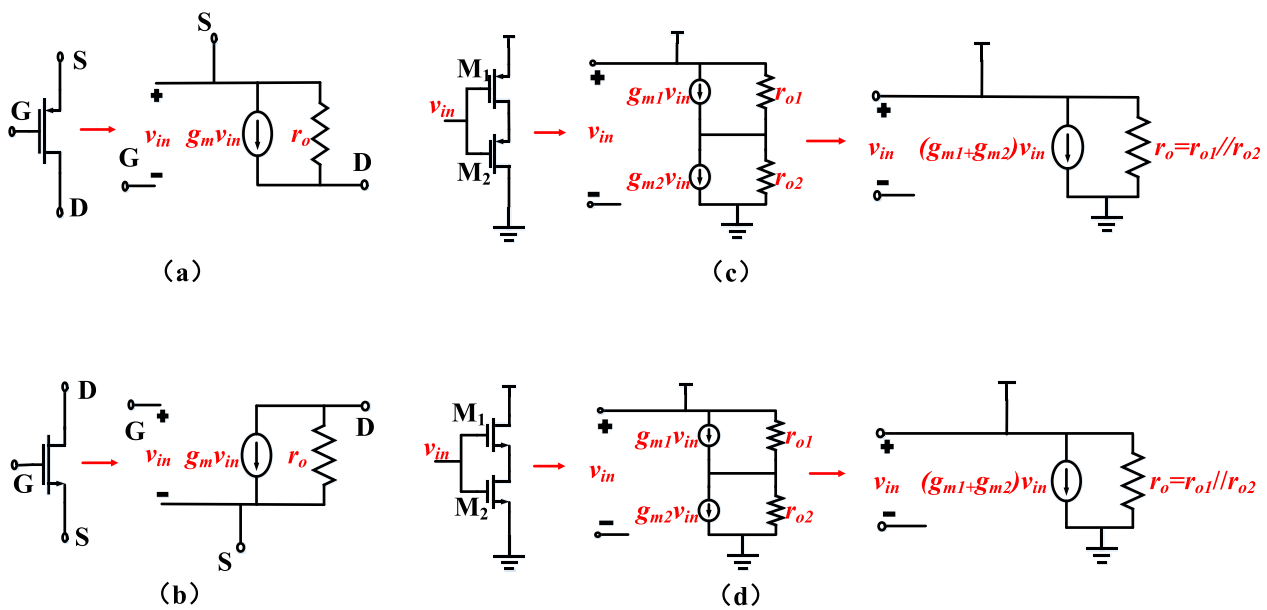 S
G
D
+
v_in
G
-
S
g_m v_in
r_o
D
(a)
M_1
v_in
M_2
+
v_in
-
g_m1 v_in
r_o1
g_m2 v_in
r_o2
+
v_in
-
(g_m1+g_m2)v_in
r_o=r_o1//r_o2
(c)
D
G
S
G
+
v_in
-
g_m v_in
r_o
D
S
(b)
M_1
v_in
M_2
+
v_in
-
g_m1 v_in
r_o1
g_m2 v_in
r_o2
+
v_in
-
(g_m1+g_m2)v_in
r_o=r_o1//r_o2
(d)